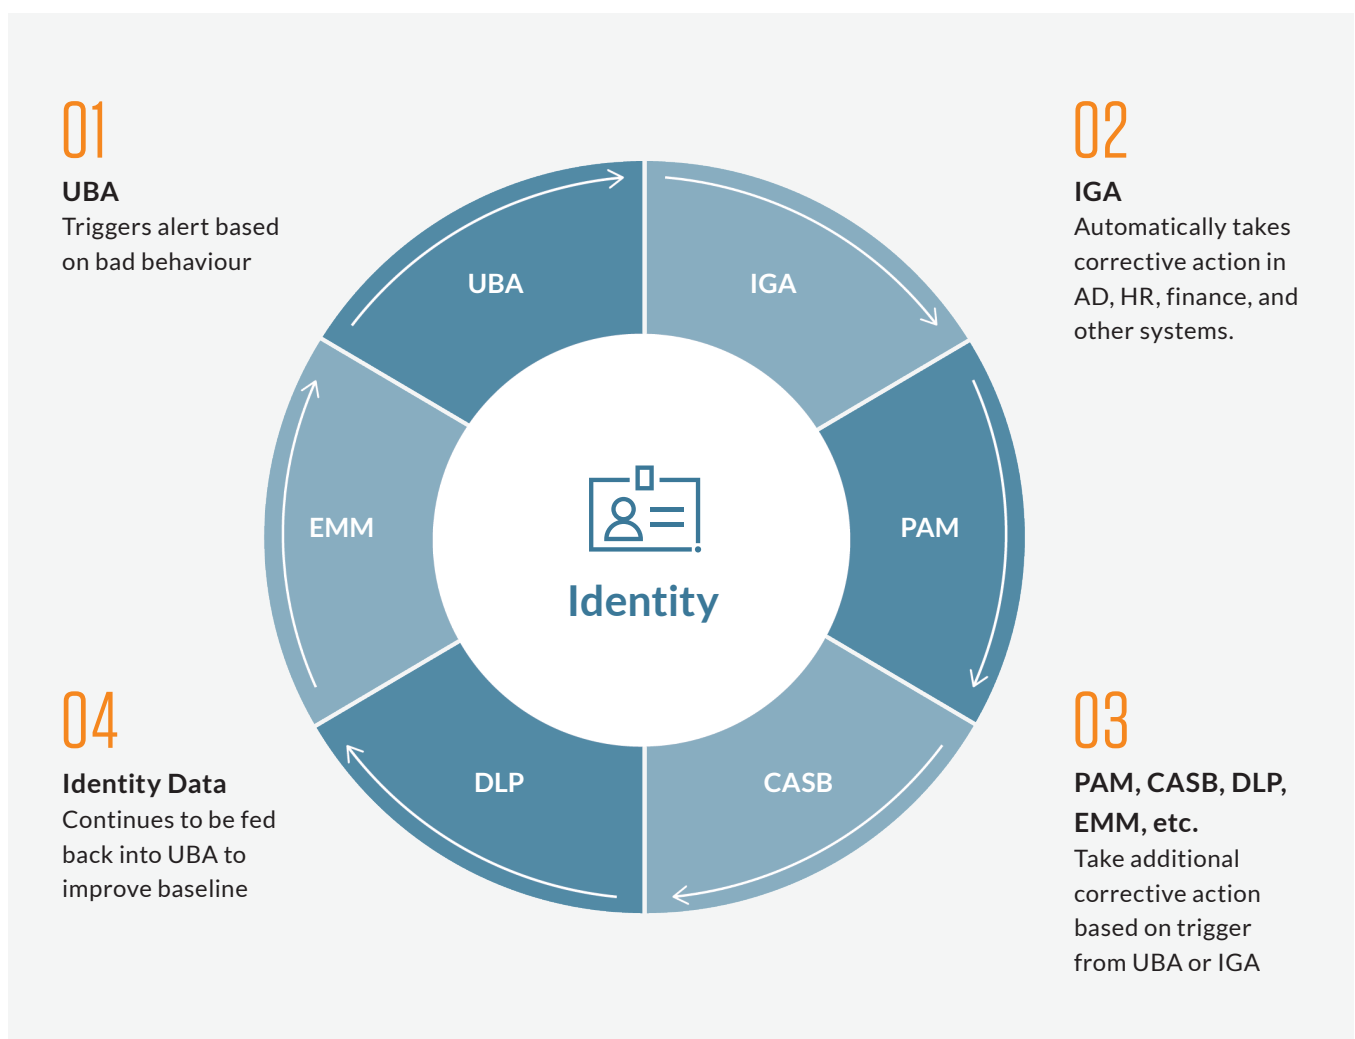 01
UBA
Triggers alert based
on bad behaviour
02
IGA
Automatically takes
corrective action in
AD, HR, finance, and
other systems.
UBA
IGA
EMM
PAM
Identity
DLP
CASB
04
Identity Data
Continues to be fed
back into UBA to
improve baseline
03
PAM, CASB, DLP,
EMM, etc.
Take additional
corrective action
based on trigger
from UBA or IGA